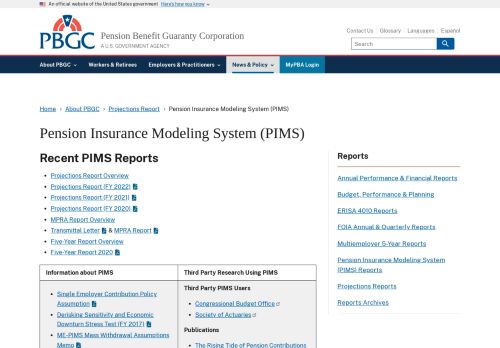 An official website of the United States government Here's how you know
PBGC
Pension Benefit Guaranty Corporation
A U.S. GOVERNMENT AGENCY
Contact Us Glossary Languages Español
Search
About PBGC Workers & Retirees Employers & Practitioners News & Policy MyPBA Login
Home › About PBGC › Projections Report › Pension Insurance Modeling System (PIMS)
Pension Insurance Modeling System (PIMS)
Recent PIMS Reports
• Projections Report Overview
• Projections Report (FY 2022)
• Projections Report (FY 2021)
• Projections Report (FY 2020)
• MPRA Report Overview
• Transmittal Letter & MPRA Report
• Five-Year Report Overview
• Five-Year Report 2020
Information about PIMS
• Single Employer Contribution Policy
Assumption
• Derisking Sensitivity and Economic
Downturn Stress Test (FY 2017)
• ME-PIMS Mass Withdrawal Assumptions
Memo
Third Party Research Using PIMS
Third Party PIMS Users
• Congressional Budget Office
• Society of Actuaries
Publications
• The Rising Tide of Pension Contributions
Reports
Annual Performance & Financial Reports
Budget, Performance & Planning
ERISA 4010 Reports
FOIA Annual & Quarterly Reports
Multiemployer 5-Year Reports
Pension Insurance Modeling System
(PIMS) Reports
Projections Reports
Reports Archives